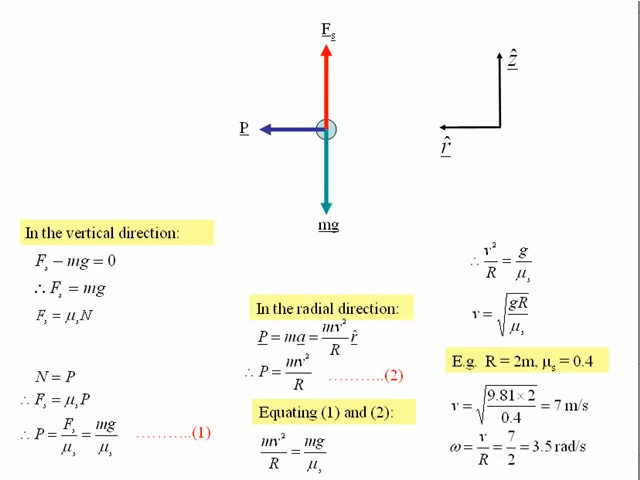 F_s
P
mg
ẑ
r̂
In the vertical direction:
F_s − mg = 0
∴ F_s = mg
F_s = μ_s N
N = P
∴ F_s = μ_s P
∴ P = F_s/μ_s = mg/μ_s ………..(1)
In the radial direction:
P = ma = mv²/R r̂
∴ P = mv²/R ………..(2)
Equating (1) and (2):
mv²/R = mg/μ_s
∴ v²/R = g/μ_s
v = √(gR/μ_s)
E.g. R = 2m, μ_s = 0.4
v = √(9.81 × 2/0.4) = 7 m/s
ω = v/R = 7/2 = 3.5 rad/s